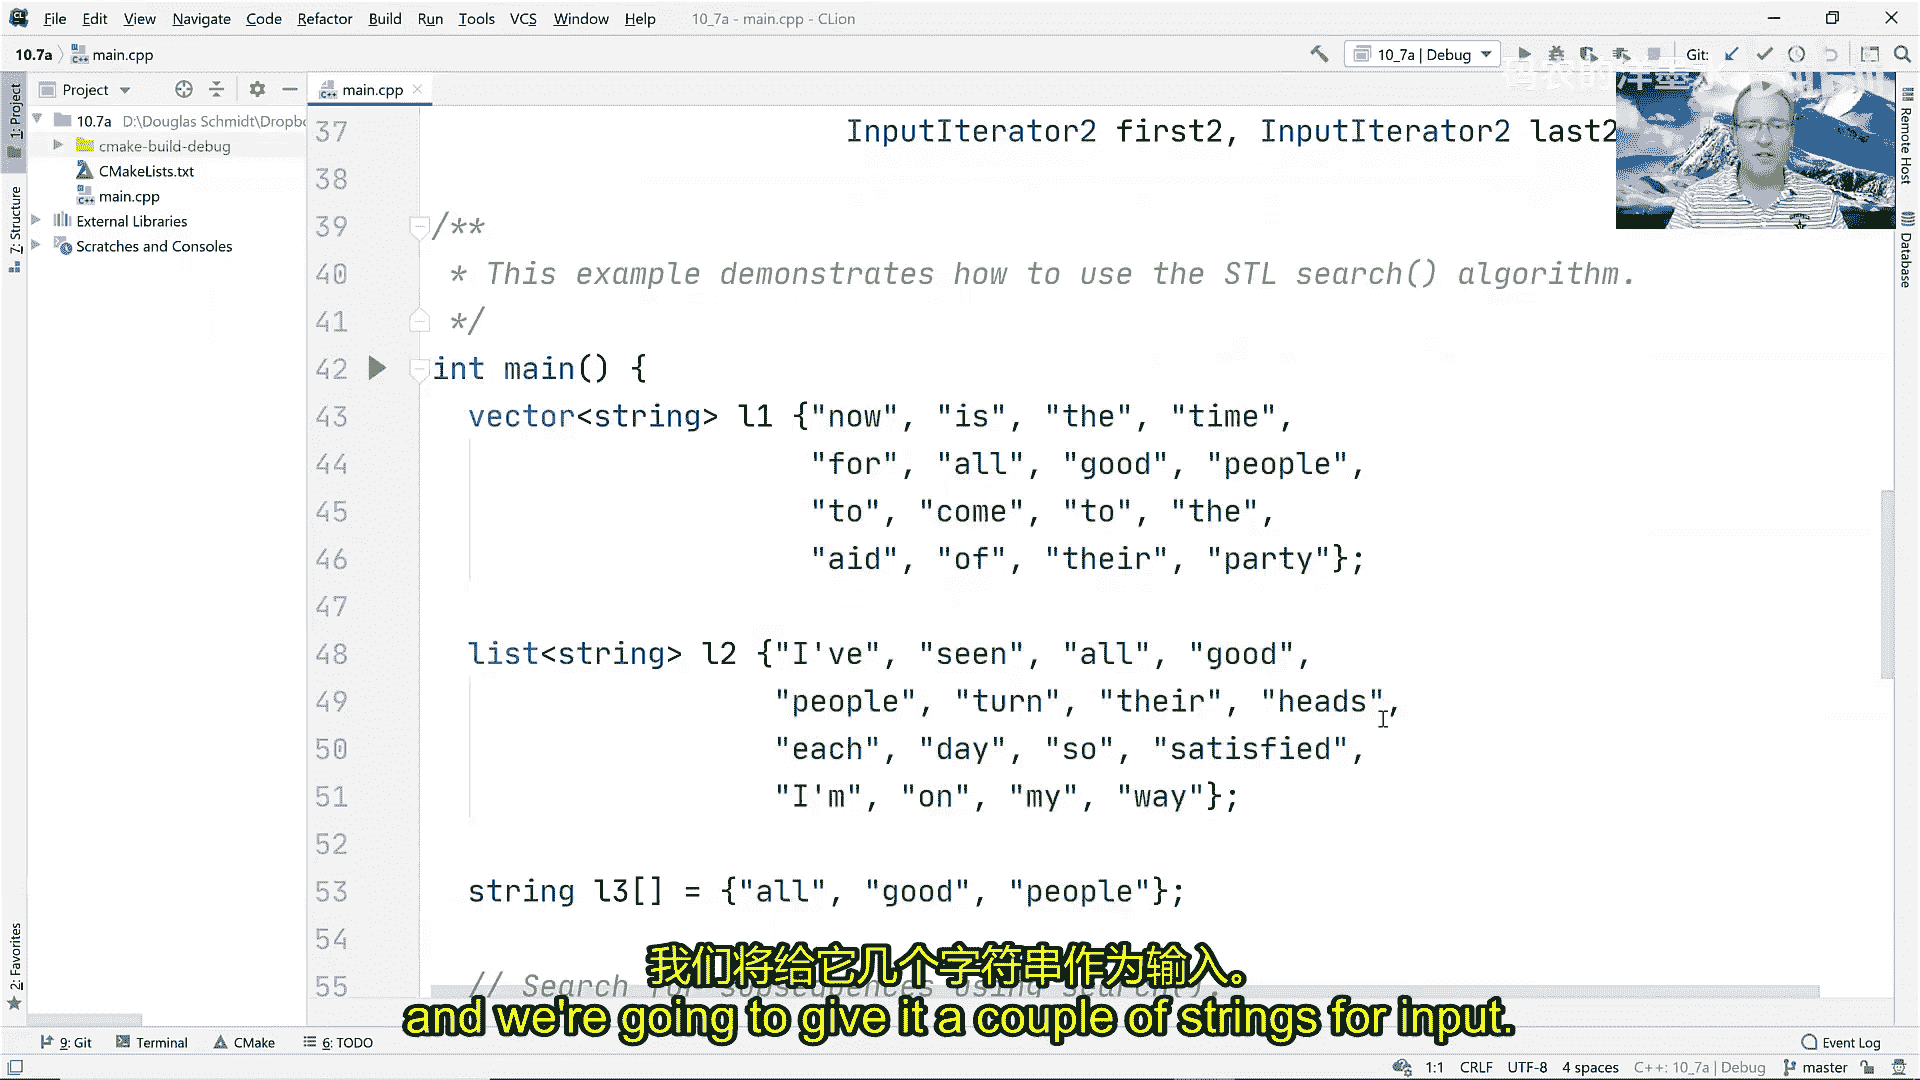 File Edit View Navigate Code Refactor Build Run Tools VCS Window Help 10_7a - main.cpp - CLion
10.7a main.cpp 10_7a | Debug Git:
Project main.cpp
1: Project
10.7a D:\Douglas Schmidt\Dropbo
cmake-build-debug
CMakeLists.txt
main.cpp
External Libraries
Scratches and Consoles
7: Structure
2: Favorites
Remote Host
Database
37 InputIterator2 first2, InputIterator2 last2
38
39 /**
40 * This example demonstrates how to use the STL search() algorithm.
41 */
42 int main() {
43 vector<string> l1 {"now", "is", "the", "time",
44 "for", "all", "good", "people",
45 "to", "come", "to", "the",
46 "aid", "of", "their", "party"};
47
48 list<string> l2 {"I've", "seen", "all", "good",
49 "people", "turn", "their", "heads",
50 "each", "day", "so", "satisfied",
51 "I'm", "on", "my", "way"};
52
53 string l3[] = {"all", "good", "people"};
54
55 // Search for subsequences using search().
我们将给它几个字符串作为输入。
and we're going to give it a couple of strings for input.
9: Git Terminal CMake 6: TODO Event Log
1:1 CRLF UTF-8 4 spaces C++: 10_7a | Debug master